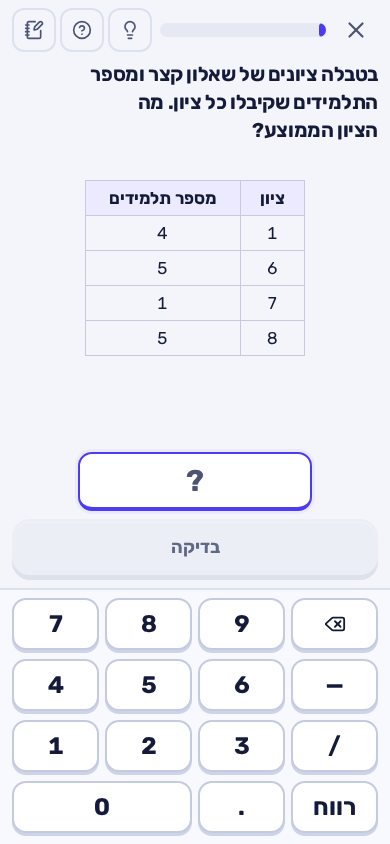 בטבלה ציונים של שאלון קצר ומספר
התלמידים שקיבלו כל ציון. מה
הציון הממוצע?
ציון מספר תלמידים
1 4
6 5
7 1
8 5
?
בדיקה
7 8 9
4 5 6 –
1 2 3 /
0 . רווח